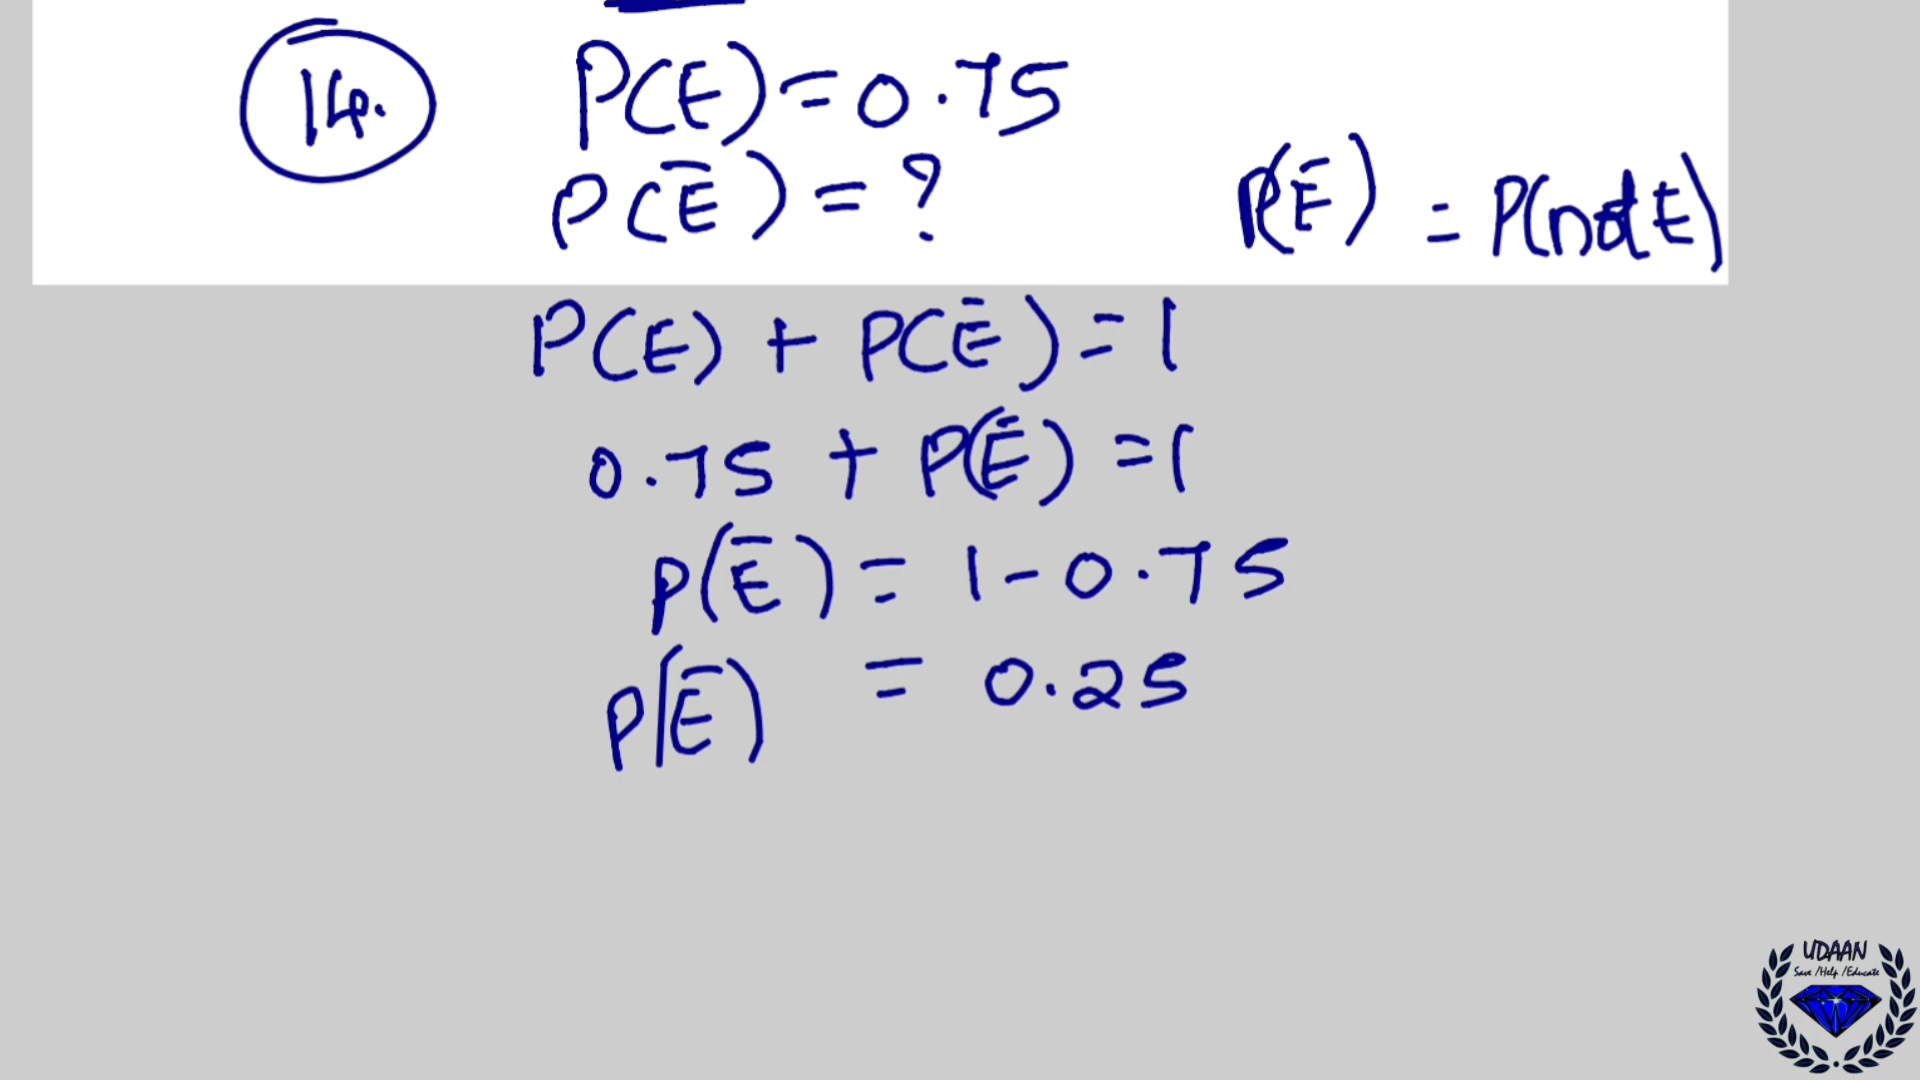 14.
P(E) = 0.75
P(Ē) = ?
P(Ē) = P(not E)
P(E) + P(Ē) = 1
0.75 + P(Ē) = 1
P(Ē) = 1 - 0.75
P(Ē) = 0.25
UDAAN
Save /Help /Educate